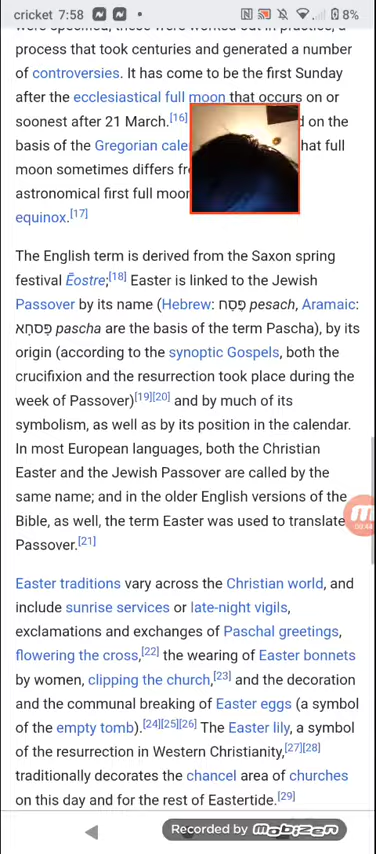 cricket 7:58 8%
were specified, these were worked out in practice, a
process that took centuries and generated a number
of controversies. It has come to be the first Sunday
after the ecclesiastical full moon that occurs on or
soonest after 21 March.[16] d on the
basis of the Gregorian cale hat full
moon sometimes differs fr
astronomical first full moor
equinox.[17]
The English term is derived from the Saxon spring
festival Ēostre;[18] Easter is linked to the Jewish
Passover by its name (Hebrew: פֶּסַח pesach, Aramaic:
פסחא pascha are the basis of the term Pascha), by its
origin (according to the synoptic Gospels, both the
crucifixion and the resurrection took place during the
week of Passover)[19][20] and by much of its
symbolism, as well as by its position in the calendar.
In most European languages, both the Christian
Easter and the Jewish Passover are called by the
same name; and in the older English versions of the
Bible, as well, the term Easter was used to translate
Passover.[21]
00:44
Easter traditions vary across the Christian world, and
include sunrise services or late-night vigils,
exclamations and exchanges of Paschal greetings,
flowering the cross,[22] the wearing of Easter bonnets
by women, clipping the church,[23] and the decoration
and the communal breaking of Easter eggs (a symbol
of the empty tomb).[24][25][26] The Easter lily, a symbol
of the resurrection in Western Christianity,[27][28]
traditionally decorates the chancel area of churches
on this day and for the rest of Eastertide.[29]
Recorded by MOBIZEN